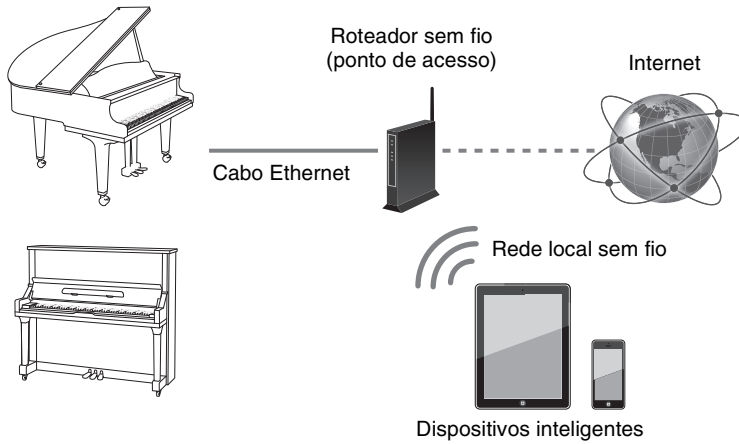 Roteador sem fio
(ponto de acesso)
Internet
Cabo Ethernet
Rede local sem fio
Dispositivos inteligentes